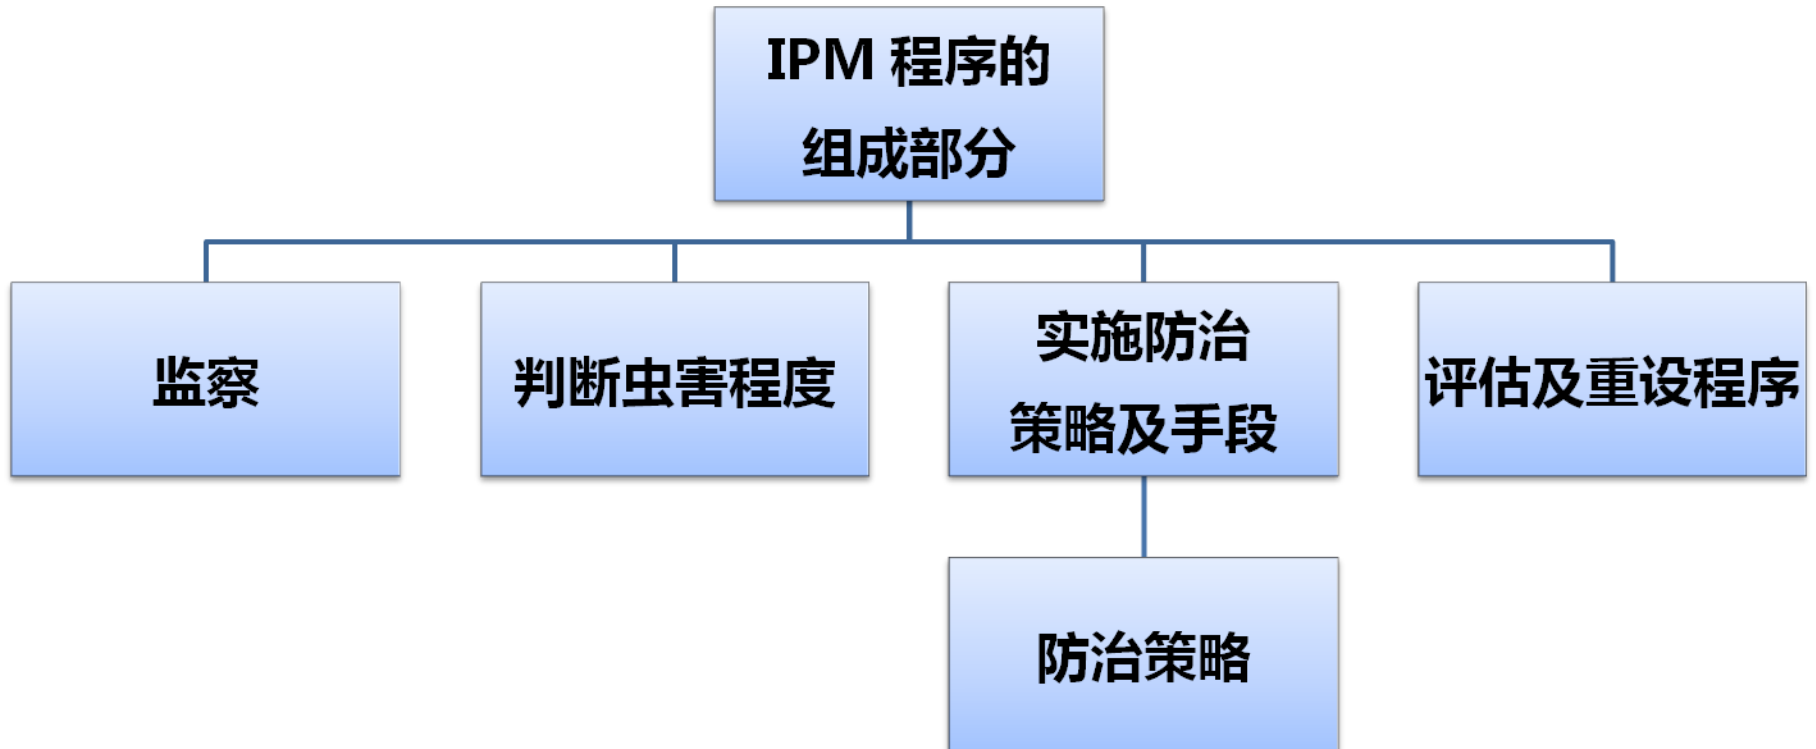 IPM 程序的
组成部分
监察
判断虫害程度
实施防治
策略及手段
评估及重设程序
防治策略